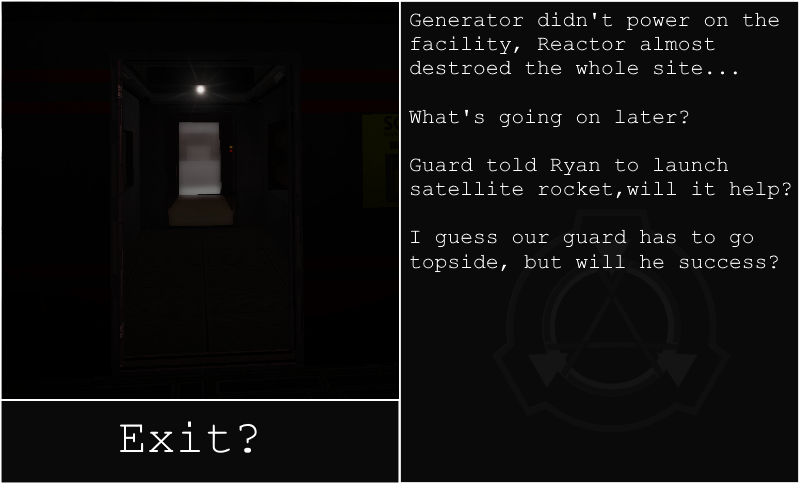 Exit?
Generator didn't power on the
facility, Reactor almost
destroed the whole site...
What's going on later?
Guard told Ryan to launch
satellite rocket,will it help?
I guess our guard has to go
topside, but will he success?